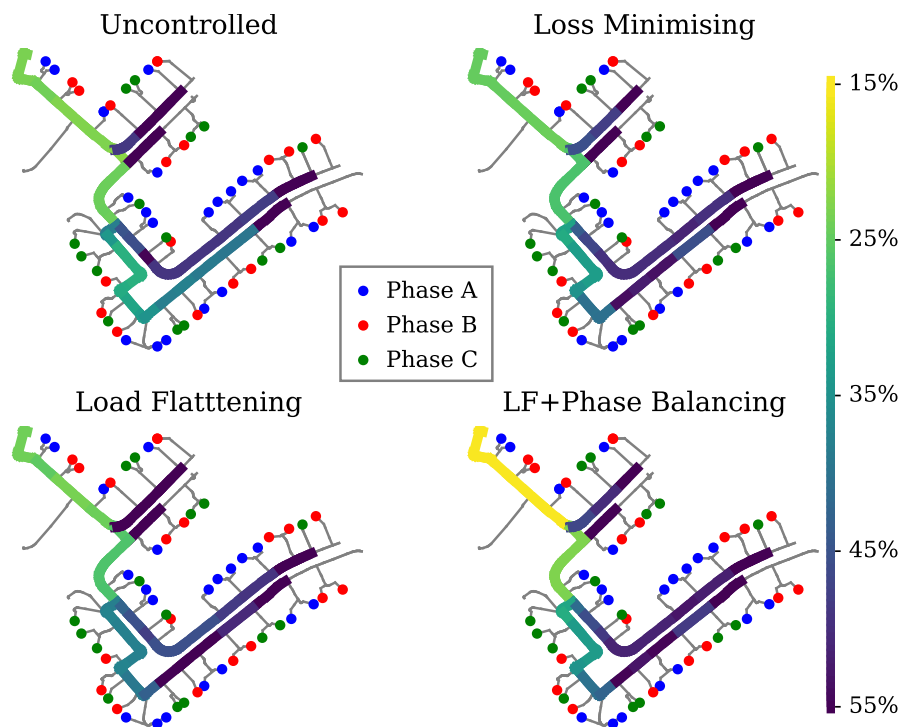 Uncontrolled
Loss Minimising
15%
25%
Phase A
Phase B
Phase C
35%
Load Flatttening
LF+Phase Balancing
45%
55%